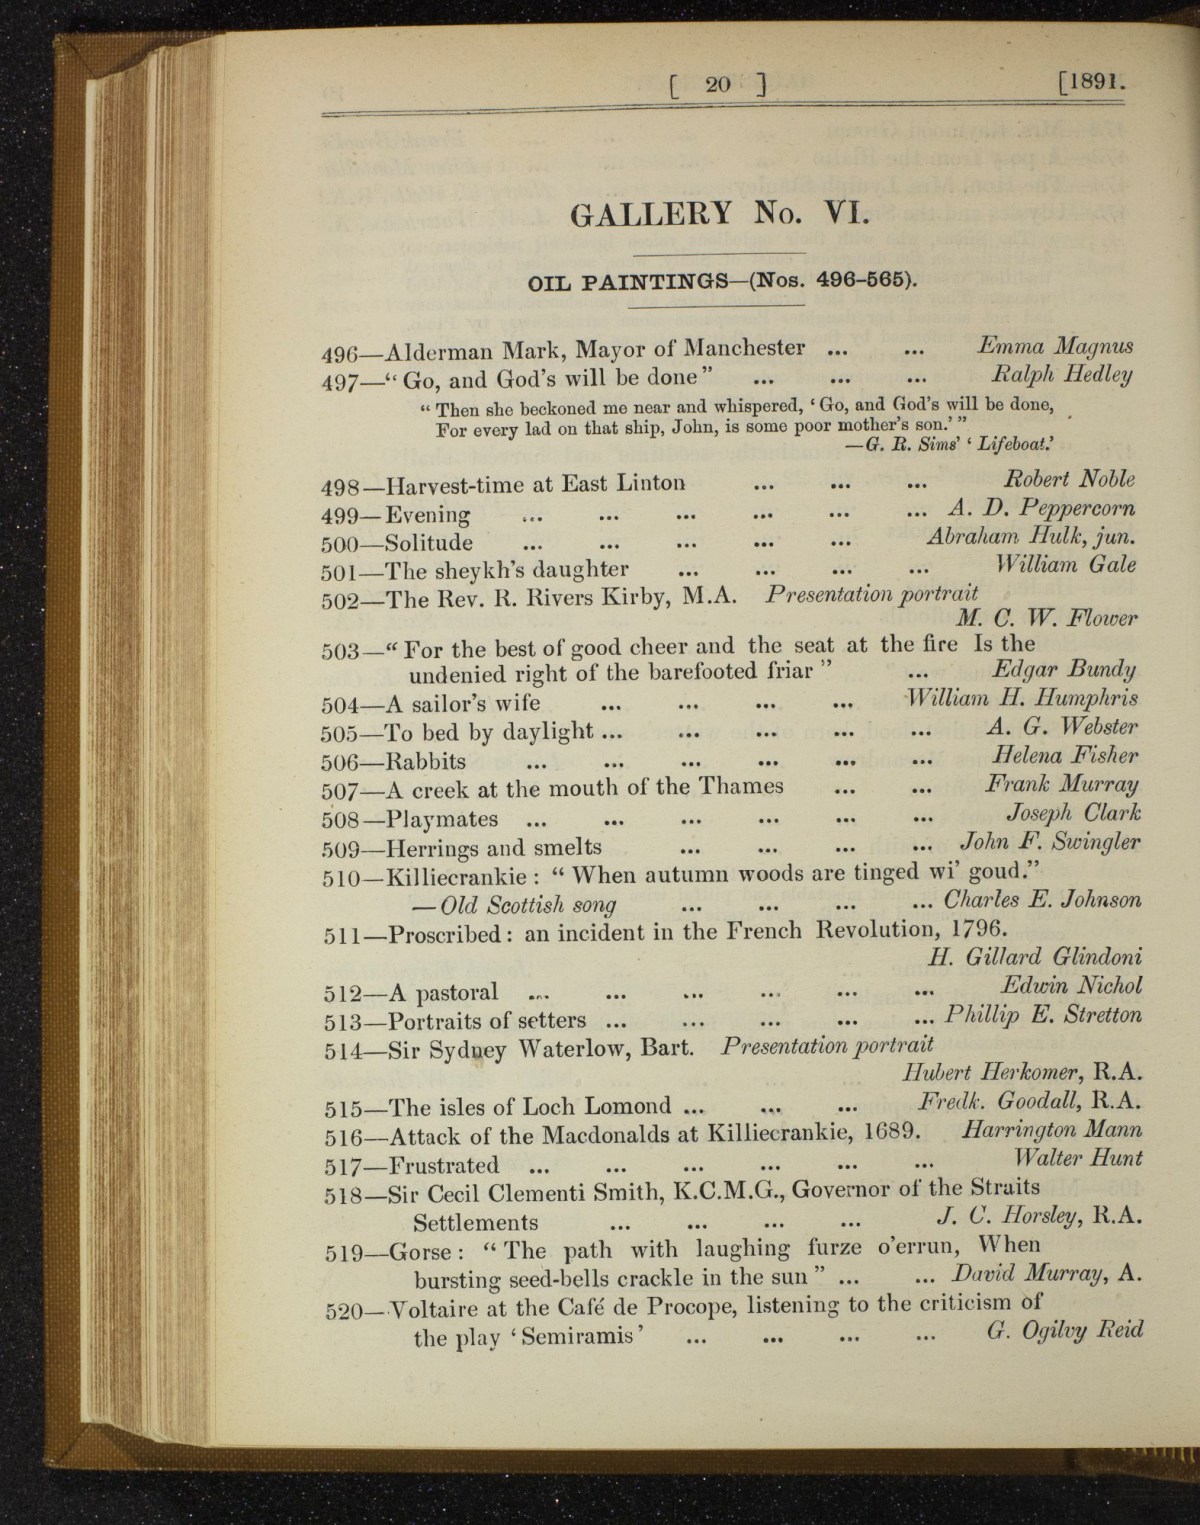 [ 20 ] [1891.
GALLERY No. VI.
OIL PAINTINGS—(Nos. 496-565).
496—Alderman Mark, Mayor of Manchester ... ... Emma Magnus
497—“Go, and God's will be done” ... ... ... Ralph Hedley
“Then she beckoned me near and whispered, ‘Go, and God's will be done,
For every lad on that ship, John, is some poor mother's son.’”
—G. R. Sims' ‘Lifeboat.’
498—Harvest-time at East Linton ... ... ... Robert Noble
499—Evening ... ... ... ... ... ... A. D. Peppercorn
500—Solitude ... ... ... ... ... Abraham Hulk, jun.
501—The sheykh's daughter ... ... ... ... William Gale
502—The Rev. R. Rivers Kirby, M.A. Presentation portrait
M. C. W. Flower
503—“For the best of good cheer and the seat at the fire Is the
undenied right of the barefooted friar” ... Edgar Bundy
504—A sailor's wife ... ... ... ... William H. Humphris
505—To bed by daylight ... ... ... ... ... A. G. Webster
506—Rabbits ... ... ... ... ... ... Helena Fisher
507—A creek at the mouth of the Thames ... ... Frank Murray
508—Playmates ... ... ... ... ... ... Joseph Clark
509—Herrings and smelts ... ... ... ... John F. Swingler
510—Killiecrankie: “When autumn woods are tinged wi' goud.”
—Old Scottish song ... ... ... ... Charles E. Johnson
511—Proscribed: an incident in the French Revolution, 1796.
H. Gillard Glindoni
512—A pastoral ... ... ... ... ... ... Edwin Nichol
513—Portraits of setters ... ... ... ... ... Phillip E. Stretton
514—Sir Sydney Waterlow, Bart. Presentation portrait
Hubert Herkomer, R.A.
515—The isles of Loch Lomond ... ... ... Fredk. Goodall, R.A.
516—Attack of the Macdonalds at Killiecrankie, 1689. Harrington Mann
517—Frustrated ... ... ... ... ... ... Walter Hunt
518—Sir Cecil Clementi Smith, K.C.M.G., Governor of the Straits
Settlements ... ... ... ... J. C. Horsley, R.A.
519—Gorse: “The path with laughing furze o'errun, When
bursting seed-bells crackle in the sun” ... ... David Murray, A.
520—Voltaire at the Café de Procope, listening to the criticism of
the play ‘Semiramis’ ... ... ... ... G. Ogilvy Reid